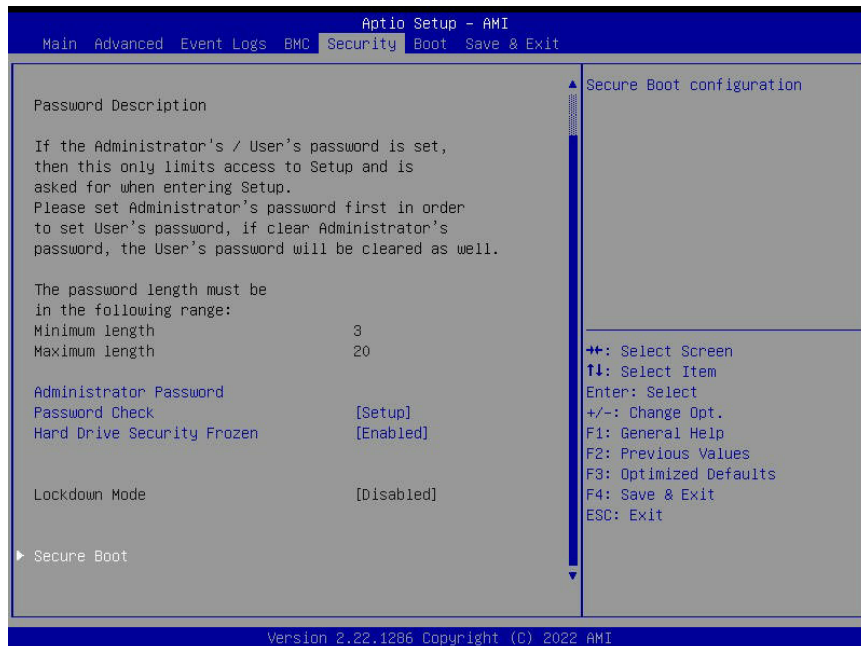 Aptio Setup – AMI
Main Advanced Event Logs BMC Security Boot Save & Exit
Password Description
If the Administrator's / User's password is set,
then this only limits access to Setup and is
asked for when entering Setup.
Please set Administrator's password first in order
to set User's password, if clear Administrator's
password, the User's password will be cleared as well.
The password length must be
in the following range:
Minimum length 3
Maximum length 20
Administrator Password
Password Check [Setup]
Hard Drive Security Frozen [Enabled]
Lockdown Mode [Disabled]
Secure Boot
Secure Boot configuration
→←: Select Screen
↑↓: Select Item
Enter: Select
+/-: Change Opt.
F1: General Help
F2: Previous Values
F3: Optimized Defaults
F4: Save & Exit
ESC: Exit
Version 2.22.1286 Copyright (C) 2022 AMI